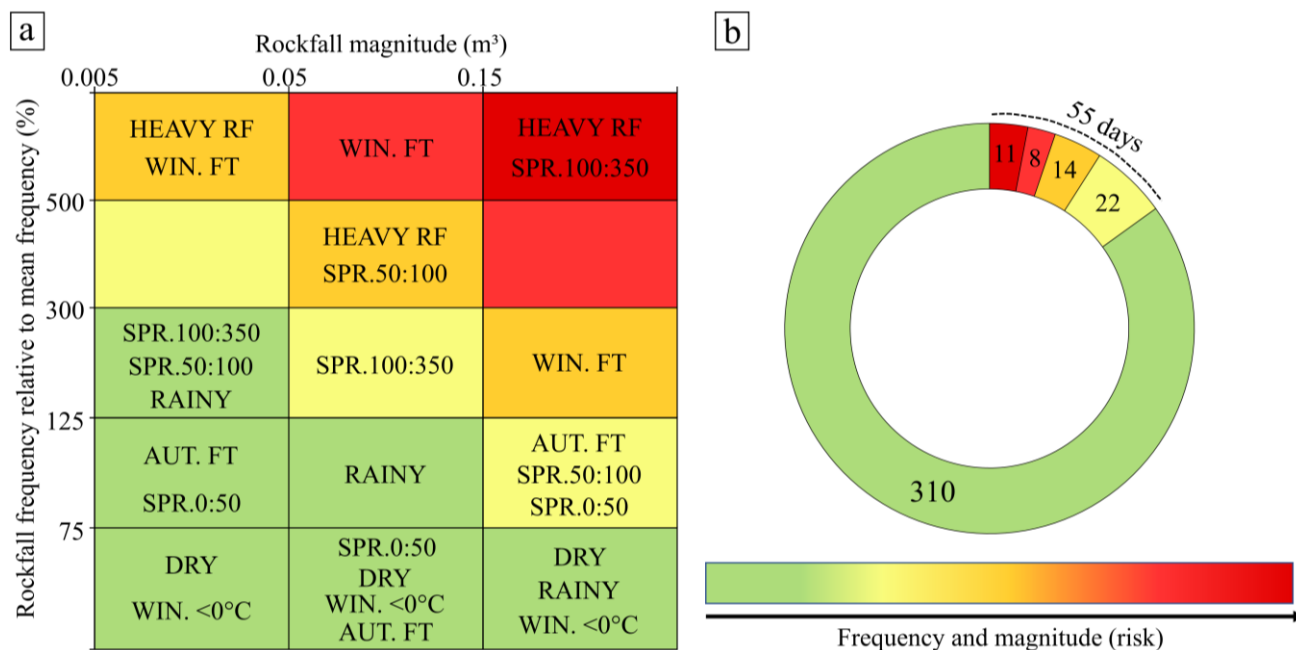 a
Rockfall magnitude (m³)
0.005
0.05
0.15
Rockfall frequency relative to mean frequency (%)
HEAVY RF
WIN. FT
WIN. FT
HEAVY RF
SPR.100:350
500
HEAVY RF
SPR.50:100
300
SPR.100:350
SPR.50:100
RAINY
SPR.100:350
WIN. FT
125
AUT. FT
SPR.0:50
RAINY
AUT. FT
SPR.50:100
SPR.0:50
75
DRY
WIN. <0°C
SPR.0:50
DRY
WIN. <0°C
AUT. FT
DRY
RAINY
WIN. <0°C
b
55 days
11
8
14
22
310
Frequency and magnitude (risk)